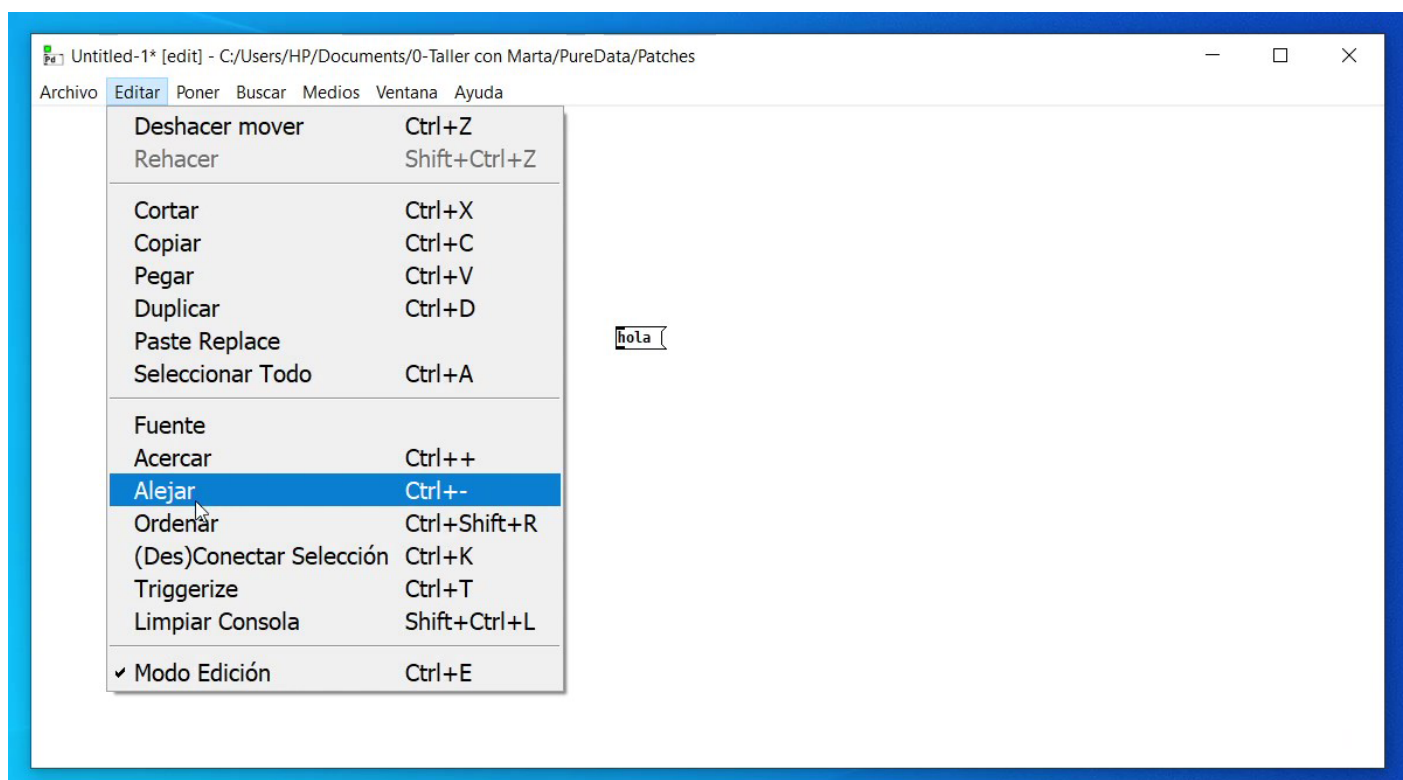 Untitled-1* [edit] - C:/Users/HP/Documents/0-Taller con Marta/PureData/Patches
Archivo Editar Poner Buscar Medios Ventana Ayuda
Deshacer mover Ctrl+Z
Rehacer Shift+Ctrl+Z
Cortar Ctrl+X
Copiar Ctrl+C
Pegar Ctrl+V
Duplicar Ctrl+D
Paste Replace
hola
Seleccionar Todo Ctrl+A
Fuente
Acercar Ctrl++
Alejar Ctrl+-
Ordenar Ctrl+Shift+R
(Des)Conectar Selección Ctrl+K
Triggerize Ctrl+T
Limpiar Consola Shift+Ctrl+L
Modo Edición Ctrl+E